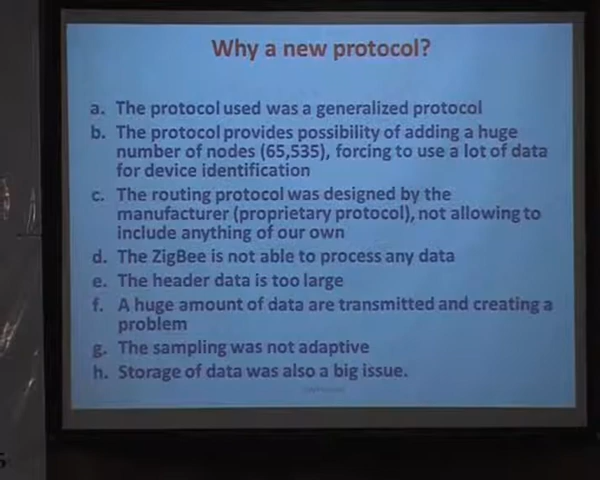 Why a new protocol?
a. The protocol used was a generalized protocol
b. The protocol provides possibility of adding a huge
number of nodes (65,535), forcing to use a lot of data
for device identification
c. The routing protocol was designed by the
manufacturer (proprietary protocol), not allowing to
include anything of our own
d. The ZigBee is not able to process any data
e. The header data is too large
f. A huge amount of data are transmitted and creating a
problem
g. The sampling was not adaptive
h. Storage of data was also a big issue.